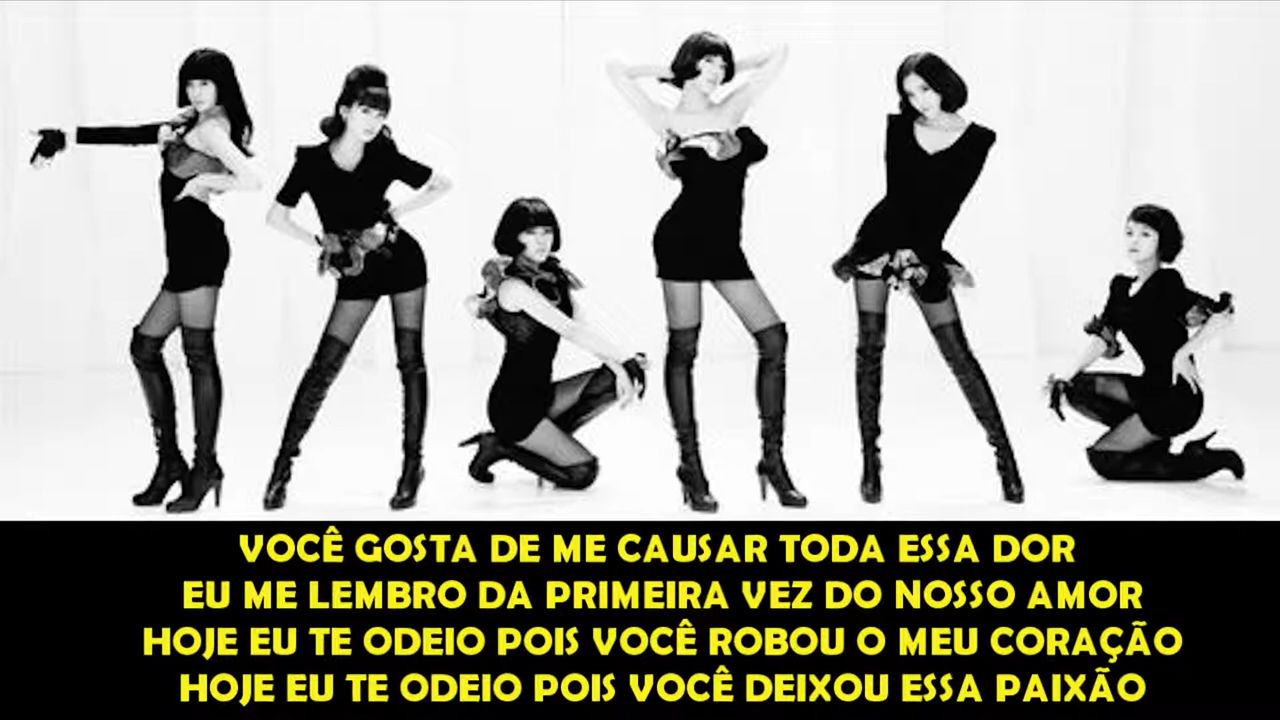 VOCÊ GOSTA DE ME CAUSAR TODA ESSA DOR
EU ME LEMBRO DA PRIMEIRA VEZ DO NOSSO AMOR
HOJE EU TE ODEIO POIS VOCÊ ROBOU O MEU CORAÇÃO
HOJE EU TE ODEIO POIS VOCÊ DEIXOU ESSA PAIXÃO